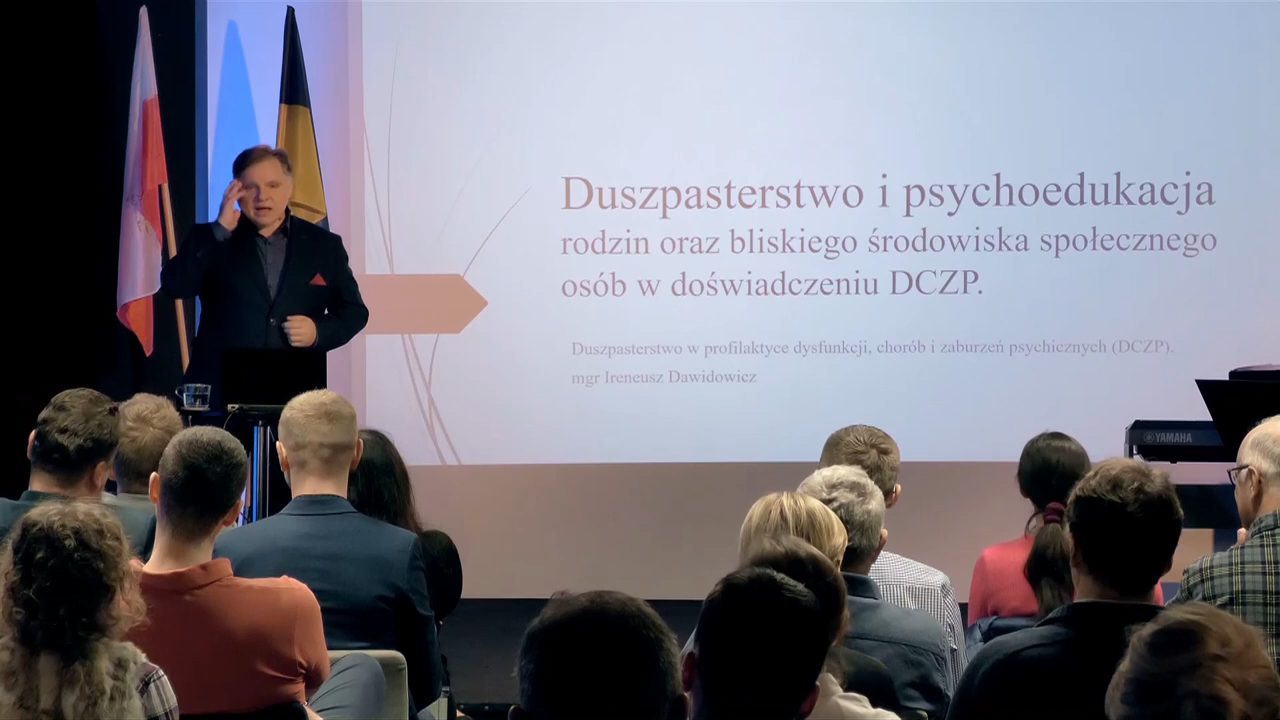 Duszpasterstwo i psychoedukacja
rodzin oraz bliskiego środowiska społecznego
osób w doświadczeniu DCZP.
Duszpasterstwo w profilaktyce dysfunkcji, chorób i zaburzeń psychicznych (DCZP).
mgr Ireneusz Dawidowicz
YAMAHA